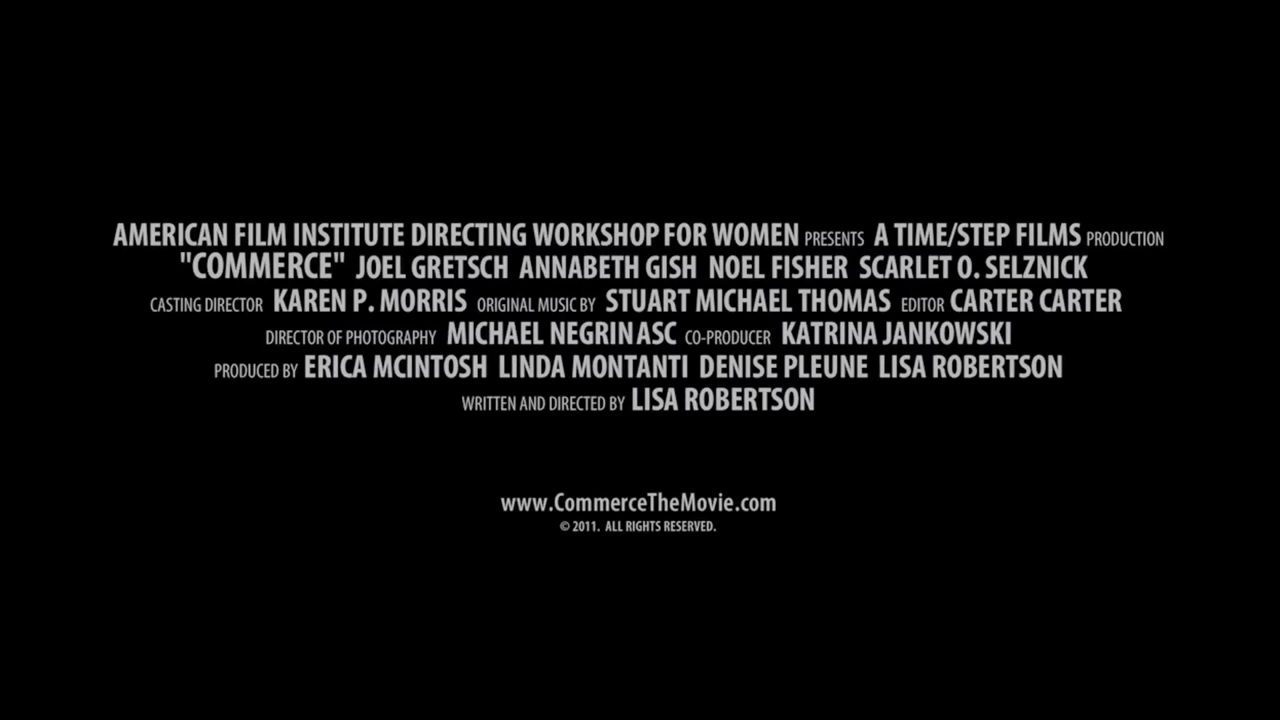 AMERICAN FILM INSTITUTE DIRECTING WORKSHOP FOR WOMEN PRESENTS A TIME/STEP FILMS PRODUCTION
"COMMERCE" JOEL GRETSCH ANNABETH GISH NOEL FISHER SCARLET O. SELZNICK
CASTING DIRECTOR KAREN P. MORRIS ORIGINAL MUSIC BY STUART MICHAEL THOMAS EDITOR CARTER CARTER
DIRECTOR OF PHOTOGRAPHY MICHAEL NEGRIN ASC CO-PRODUCER KATRINA JANKOWSKI
PRODUCED BY ERICA MCINTOSH LINDA MONTANTI DENISE PLEUNE LISA ROBERTSON
WRITTEN AND DIRECTED BY LISA ROBERTSON
www.CommerceTheMovie.com
© 2011. ALL RIGHTS RESERVED.